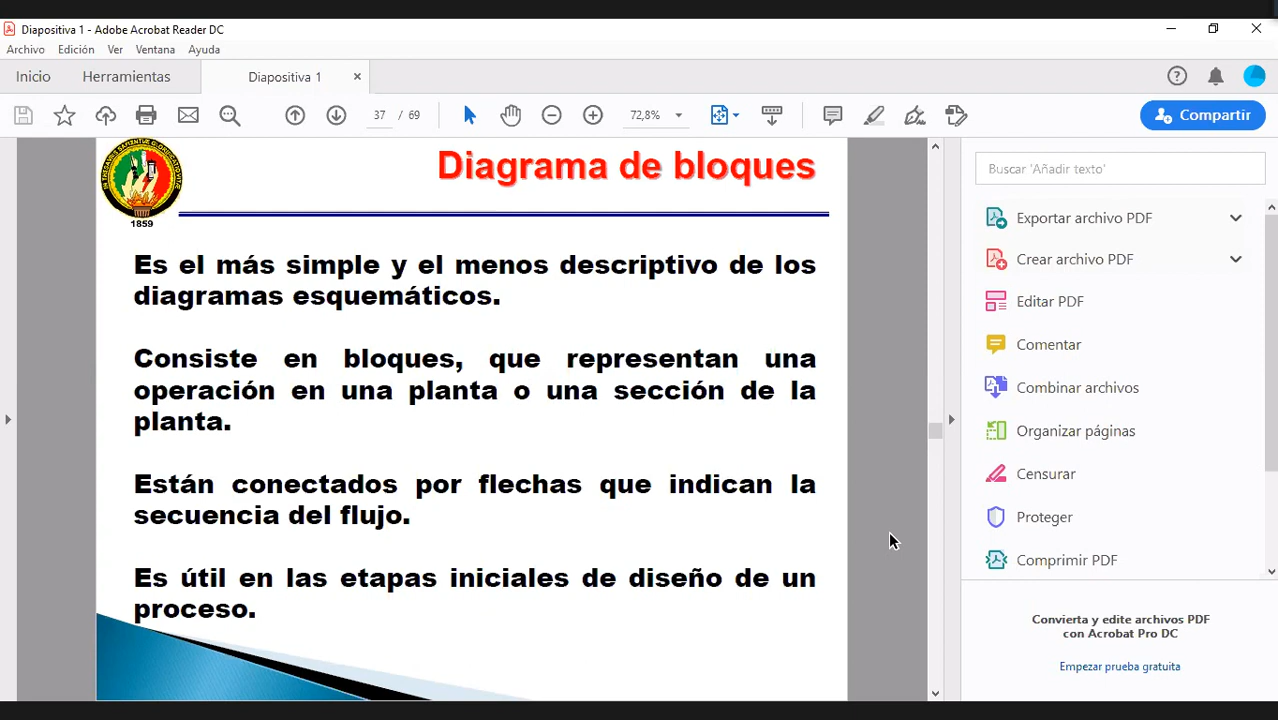 Diapositiva 1 - Adobe Acrobat Reader DC
Archivo Edición Ver Ventana Ayuda
Inicio Herramientas Diapositiva 1
37 / 69 72,8% Compartir
1859
Diagrama de bloques
Es el más simple y el menos descriptivo de los
diagramas esquemáticos.
Consiste en bloques, que representan una
operación en una planta o una sección de la
planta.
Están conectados por flechas que indican la
secuencia del flujo.
Es útil en las etapas iniciales de diseño de un
proceso.
Buscar 'Añadir texto'
Exportar archivo PDF
Crear archivo PDF
Editar PDF
Comentar
Combinar archivos
Organizar páginas
Censurar
Proteger
Comprimir PDF
Convierta y edite archivos PDF
con Acrobat Pro DC
Empezar prueba gratuita